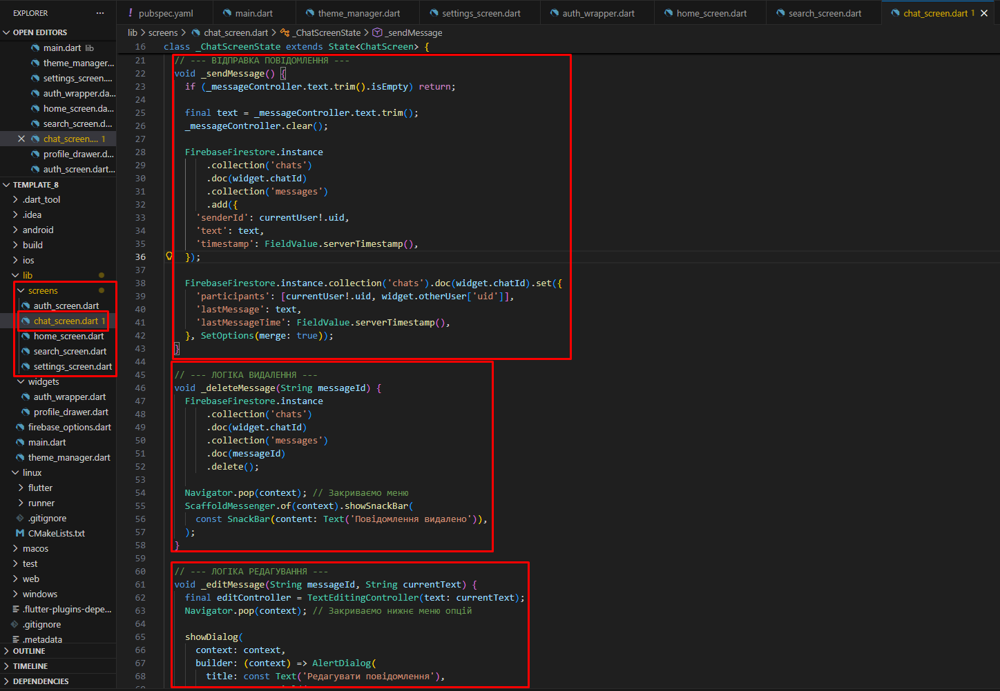 EXPLORER ···
OPEN EDITORS
main.dart lib
theme_manager...
settings_screen....
auth_wrapper.da...
home_screen.da...
search_screen.d...
chat_screen.... 1
profile_drawer.d...
auth_screen.dart...
TEMPLATE_8
.dart_tool
.idea
android
build
ios
lib
screens
auth_screen.dart
chat_screen.dart 1
home_screen.dart
search_screen.dart
settings_screen.dart
widgets
auth_wrapper.dart
profile_drawer.dart
firebase_options.dart
main.dart
theme_manager.dart
linux
flutter
runner
.gitignore
CMakeLists.txt
macos
test
web
windows
.flutter-plugins-depe...
.gitignore
.metadata
OUTLINE
TIMELINE
DEPENDENCIES
! pubspec.yaml main.dart theme_manager.dart settings_screen.dart auth_wrapper.dart home_screen.dart search_screen.dart chat_screen.dart 1
lib > screens > chat_screen.dart > _ChatScreenState > _sendMessage
16 class _ChatScreenState extends State<ChatScreen> {
21 // --- ВІДПРАВКА ПОВІДОМЛЕННЯ ---
22 void _sendMessage() {
23 if (_messageController.text.trim().isEmpty) return;
24
25 final text = _messageController.text.trim();
26 _messageController.clear();
27
28 FirebaseFirestore.instance
29 .collection('chats')
30 .doc(widget.chatId)
31 .collection('messages')
32 .add({
33 'senderId': currentUser!.uid,
34 'text': text,
35 'timestamp': FieldValue.serverTimestamp(),
36 });
37
38 FirebaseFirestore.instance.collection('chats').doc(widget.chatId).set({
39 'participants': [currentUser!.uid, widget.otherUser['uid']],
40 'lastMessage': text,
41 'lastMessageTime': FieldValue.serverTimestamp(),
42 }, SetOptions(merge: true));
43 }
44
45 // --- ЛОГІКА ВИДАЛЕННЯ ---
46 void _deleteMessage(String messageId) {
47 FirebaseFirestore.instance
48 .collection('chats')
49 .doc(widget.chatId)
50 .collection('messages')
51 .doc(messageId)
52 .delete();
53
54 Navigator.pop(context); // Закриваємо меню
55 ScaffoldMessenger.of(context).showSnackBar(
56 const SnackBar(content: Text('Повідомлення видалено')),
57 );
58 }
59
60 // --- ЛОГІКА РЕДАГУВАННЯ ---
61 void _editMessage(String messageId, String currentText) {
62 final editController = TextEditingController(text: currentText);
63 Navigator.pop(context); // Закриваємо нижнє меню опцій
64
65 showDialog(
66 context: context,
67 builder: (context) => AlertDialog(
68 title: const Text('Редагувати повідомлення'),